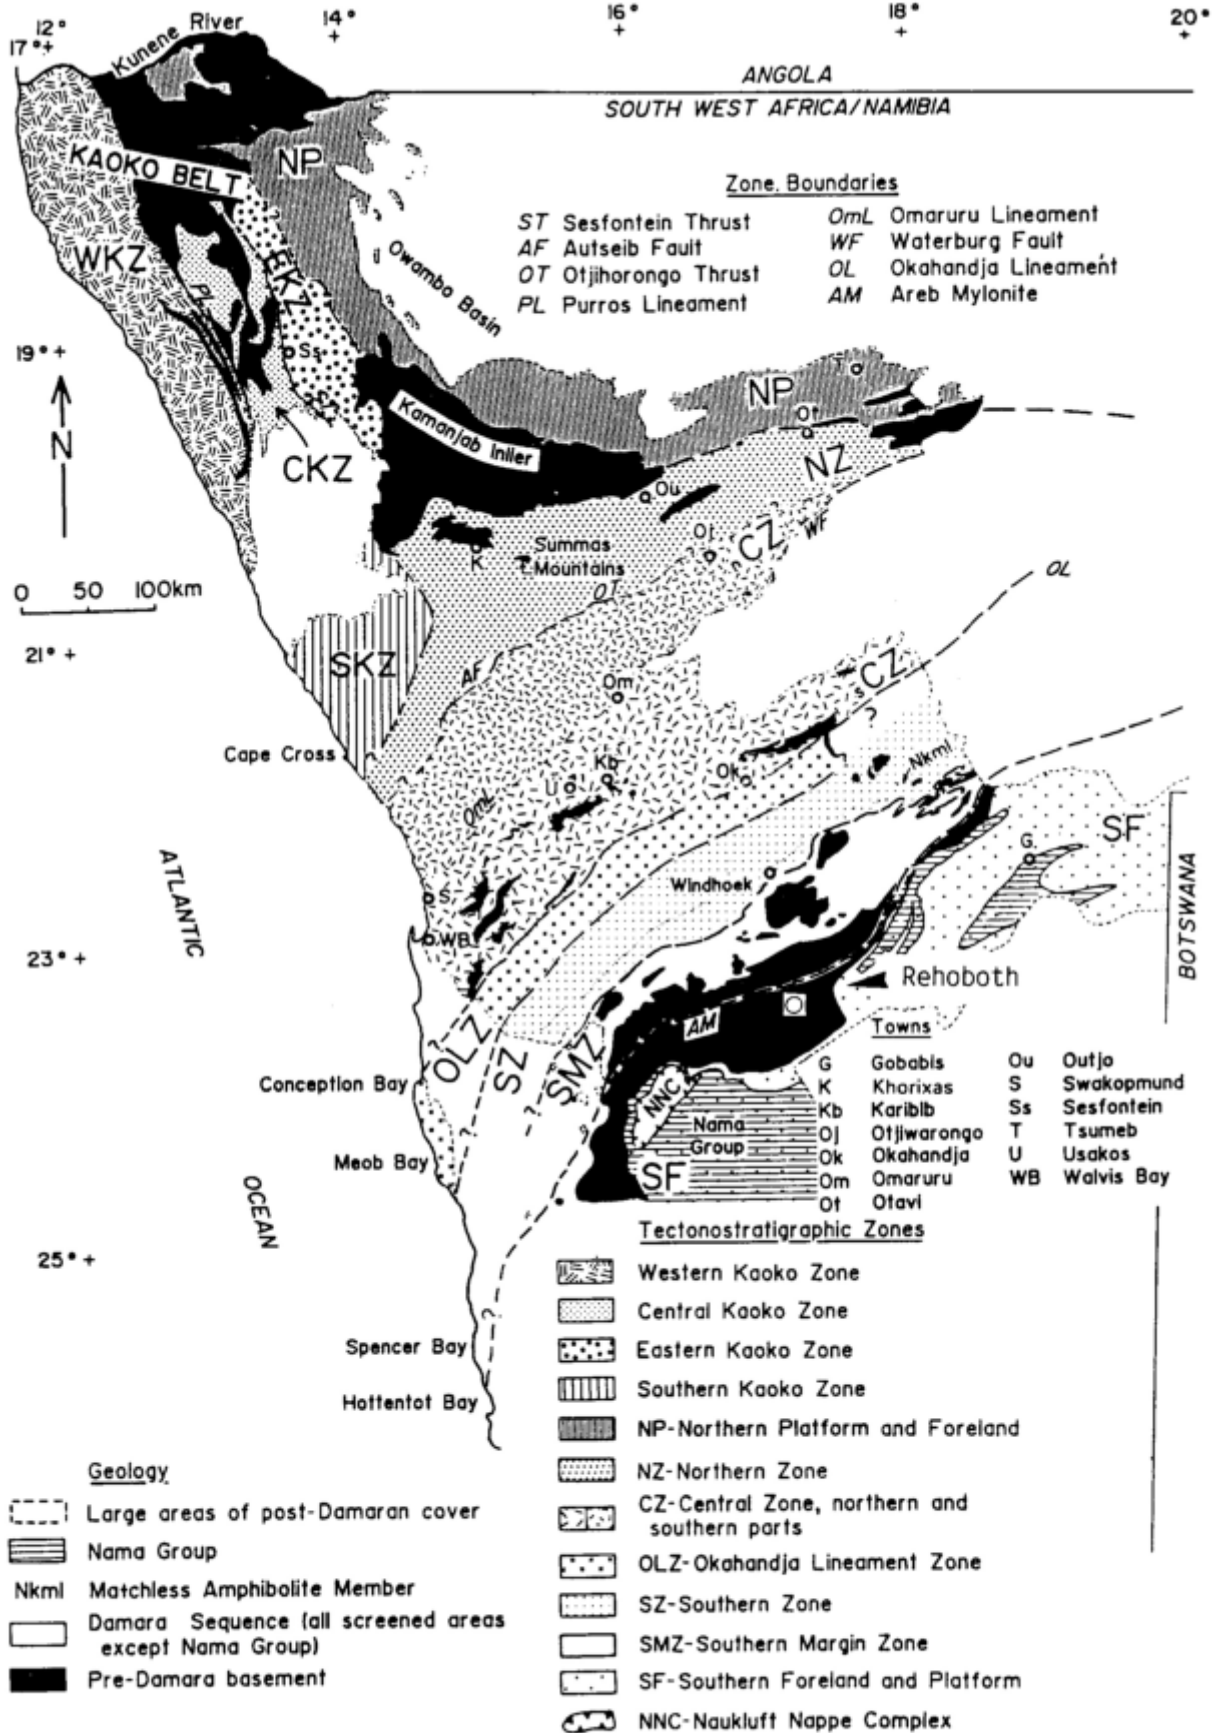 12°
14°
16°
18°
20°
17°+
Kunene River
ANGOLA
SOUTH WEST AFRICA/NAMIBIA
KAOKO BELT
NP
Zone. Boundaries
ST Sesfontein Thrust
AF Autseib Fault
OT Otjihorongo Thrust
PL Purros Lineament
OmL Omaruru Lineament
WF Waterburg Fault
OL Okahandja Lineament
AM Areb Mylonite
WKZ
EKZ
PL
Owambo Basin
19° +
Ss
ST
N
CKZ
Kamanjab Inlier
NP
T
Ot
NZ
Ou
Oj
CZ
WF
K
Summas
Mountains
OT
0 50 100km
OL
21° +
SKZ
AF
Om
CZ
s
?
Cape Cross
Kb
Ok
Nkml
U
OmL
SF
G
ATLANTIC
Windhoek
S
WB
23° +
BOTSWANA
Rehoboth
AM
OLZ
SZ
SMZ
?
Conception Bay
NNC
Nama
Group
SF
?
?
?
Meob Bay
OCEAN
Towns
G Gobabis
K Khorixas
Kb Karibib
Oj Otjiwarongo
Ok Okahandja
Om Omaruru
Ot Otavi
Ou Outjo
S Swakopmund
Ss Sesfontein
T Tsumeb
U Usakos
WB Walvis Bay
25° +
?
Spencer Bay
Hottentot Bay
Tectonostratigraphic Zones
Western Kaoko Zone
Central Kaoko Zone
Eastern Kaoko Zone
Southern Kaoko Zone
NP-Northern Platform and Foreland
NZ-Northern Zone
CZ-Central Zone, northern and
southern parts
OLZ-Okahandja Lineament Zone
SZ-Southern Zone
SMZ-Southern Margin Zone
SF-Southern Foreland and Platform
NNC-Naukluft Nappe Complex
Geology
Large areas of post-Damaran cover
Nama Group
Nkml Matchless Amphibolite Member
Damara Sequence (all screened areas
except Nama Group)
Pre-Damara basement